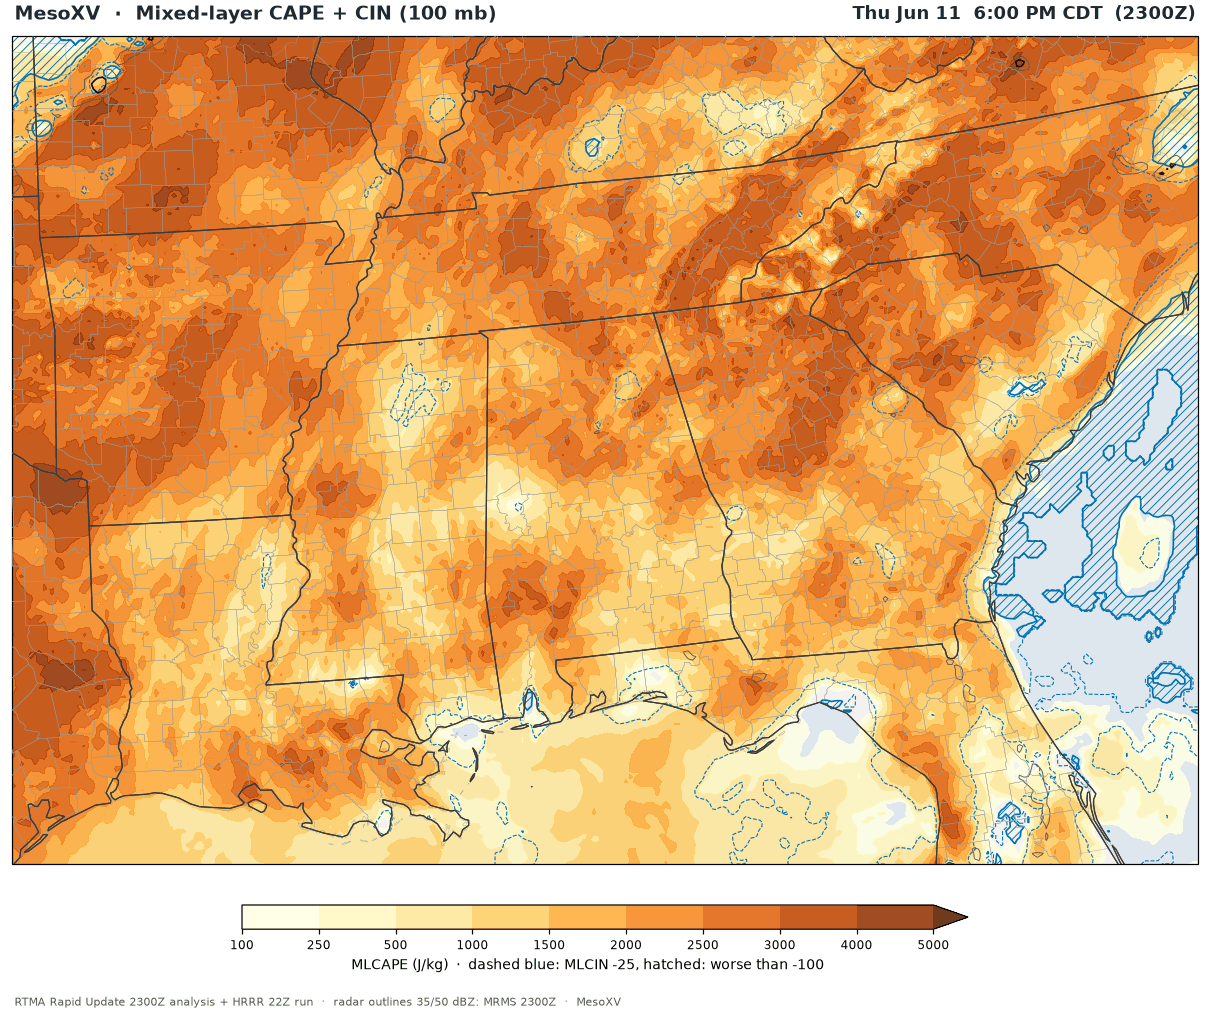 MesoXV · Mixed-layer CAPE + CIN (100 mb)
Thu Jun 11 6:00 PM CDT (2300Z)
100 250 500 1000 1500 2000 2500 3000 4000 5000
MLCAPE (J/kg) · dashed blue: MLCIN -25, hatched: worse than -100
RTMA Rapid Update 2300Z analysis + HRRR 22Z run · radar outlines 35/50 dBZ: MRMS 2300Z · MesoXV